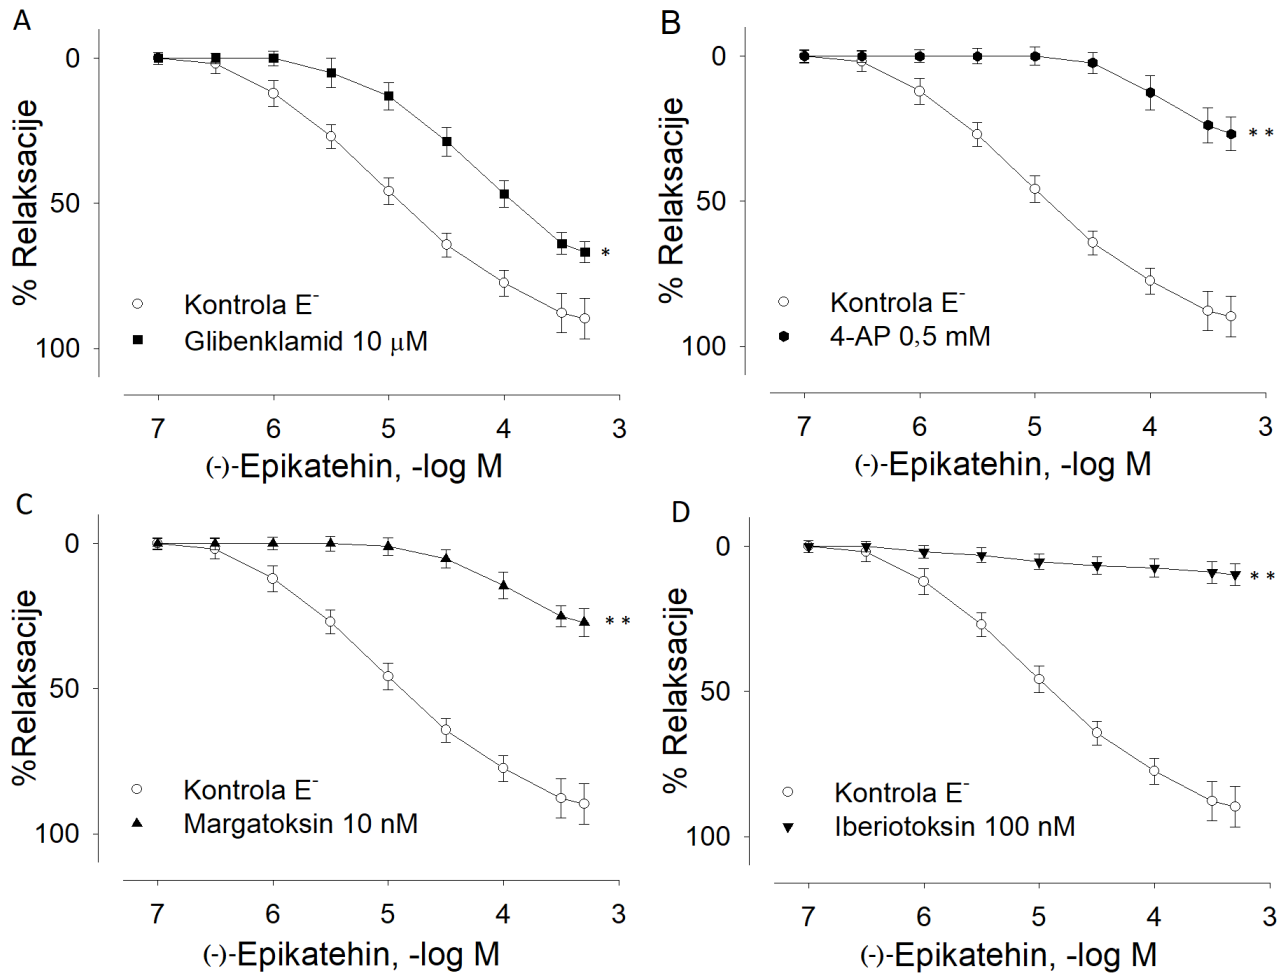 A
0
50
100
% Relaksacije
*
Kontrola E⁻
Glibenklamid 10 μM
7 6 5 4 3
(-)-Epikatehin, -log M
B
0
50
100
% Relaksacije
* *
Kontrola E⁻
4-AP 0,5 mM
7 6 5 4 3
(-)-Epikatehin, -log M
C
0
50
100
%Relaksacije
* *
Kontrola E⁻
Margatoksin 10 nM
7 6 5 4 3
(-)-Epikatehin, -log M
D
0
50
100
% Relaksacije
* *
Kontrola E⁻
Iberiotoksin 100 nM
7 6 5 4 3
(-)-Epikatehin, -log M